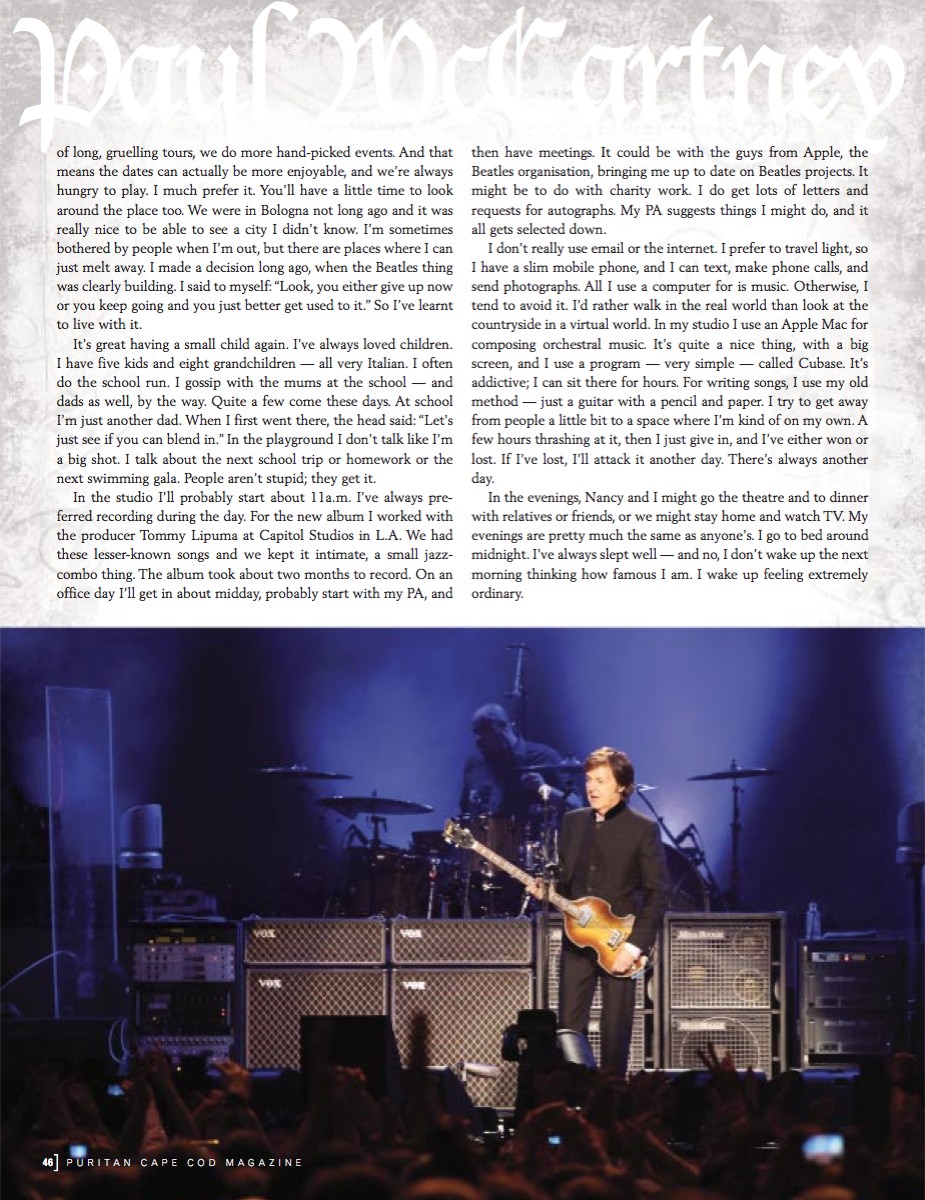 Paul McCartney
of long, gruelling tours, we do more hand-picked events. And that
means the dates can actually be more enjoyable, and we're always
hungry to play. I much prefer it. You'll have a little time to look
around the place too. We were in Bologna not long ago and it was
really nice to be able to see a city I didn't know. I'm sometimes
bothered by people when I'm out, but there are places where I can
just melt away. I made a decision long ago, when the Beatles thing
was clearly building. I said to myself: “Look, you either give up now
or you keep going and you just better get used to it.” So I've learnt
to live with it.
It's great having a small child again. I've always loved children.
I have five kids and eight grandchildren — all very Italian. I often
do the school run. I gossip with the mums at the school — and
dads as well, by the way. Quite a few come these days. At school
I'm just another dad. When I first went there, the head said: “Let's
just see if you can blend in.” In the playground I don't talk like I'm
a big shot. I talk about the next school trip or homework or the
next swimming gala. People aren't stupid; they get it.
In the studio I'll probably start about 11a.m. I've always pre-
ferred recording during the day. For the new album I worked with
the producer Tommy Lipuma at Capitol Studios in L.A. We had
these lesser-known songs and we kept it intimate, a small jazz-
combo thing. The album took about two months to record. On an
office day I'll get in about midday, probably start with my PA, and
then have meetings. It could be with the guys from Apple, the
Beatles organisation, bringing me up to date on Beatles projects. It
might be to do with charity work. I do get lots of letters and
requests for autographs. My PA suggests things I might do, and it
all gets selected down.
I don't really use email or the internet. I prefer to travel light, so
I have a slim mobile phone, and I can text, make phone calls, and
send photographs. All I use a computer for is music. Otherwise, I
tend to avoid it. I'd rather walk in the real world than look at the
countryside in a virtual world. In my studio I use an Apple Mac for
composing orchestral music. It's quite a nice thing, with a big
screen, and I use a program — very simple — called Cubase. It's
addictive; I can sit there for hours. For writing songs, I use my old
method — just a guitar with a pencil and paper. I try to get away
from people a little bit to a space where I'm kind of on my own. A
few hours thrashing at it, then I just give in, and I've either won or
lost. If I've lost, I'll attack it another day. There's always another
day.
In the evenings, Nancy and I might go the theatre and to dinner
with relatives or friends, or we might stay home and watch TV. My
evenings are pretty much the same as anyone's. I go to bed around
midnight. I've always slept well — and no, I don't wake up the next
morning thinking how famous I am. I wake up feeling extremely
ordinary.
VOX
VOX
VOX
VOX
46] PURITAN CAPE COD MAGAZINE